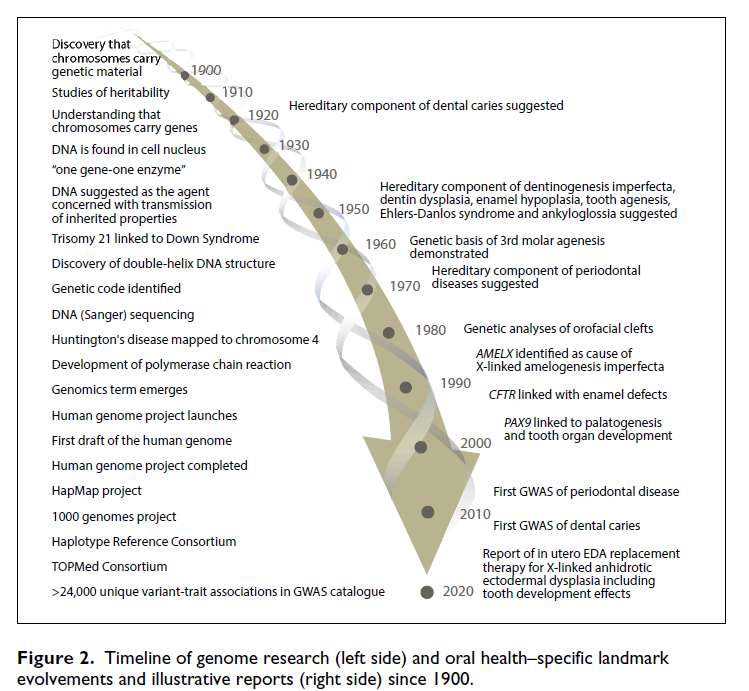 Discovery that
chromosomes carry
genetic material
Studies of heritability
Understanding that
chromosomes carry genes
DNA is found in cell nucleus
“one gene-one enzyme”
DNA suggested as the agent
concerned with transmission
of inherited properties
Trisomy 21 linked to Down Syndrome
Discovery of double-helix DNA structure
Genetic code identified
DNA (Sanger) sequencing
Huntington's disease mapped to chromosome 4
Development of polymerase chain reaction
Genomics term emerges
Human genome project launches
First draft of the human genome
Human genome project completed
HapMap project
1000 genomes project
Haplotype Reference Consortium
TOPMed Consortium
>24,000 unique variant-trait associations in GWAS catalogue
1900
1910
1920
1930
1940
1950
1960
1970
1980
1990
2000
2010
2020
Hereditary component of dental caries suggested
Hereditary component of dentinogenesis imperfecta,
dentin dysplasia, enamel hypoplasia, tooth agenesis,
Ehlers-Danlos syndrome and ankyloglossia suggested
Genetic basis of 3rd molar agenesis
demonstrated
Hereditary component of periodontal
diseases suggested
Genetic analyses of orofacial clefts
AMELX identified as cause of
X-linked amelogenesis imperfecta
CFTR linked with enamel defects
PAX9 linked to palatogenesis
and tooth organ development
First GWAS of periodontal disease
First GWAS of dental caries
Report of in utero EDA replacement
therapy for X-linked anhidrotic
ectodermal dysplasia including
tooth development effects
Figure 2. Timeline of genome research (left side) and oral health–specific landmark
evolvements and illustrative reports (right side) since 1900.